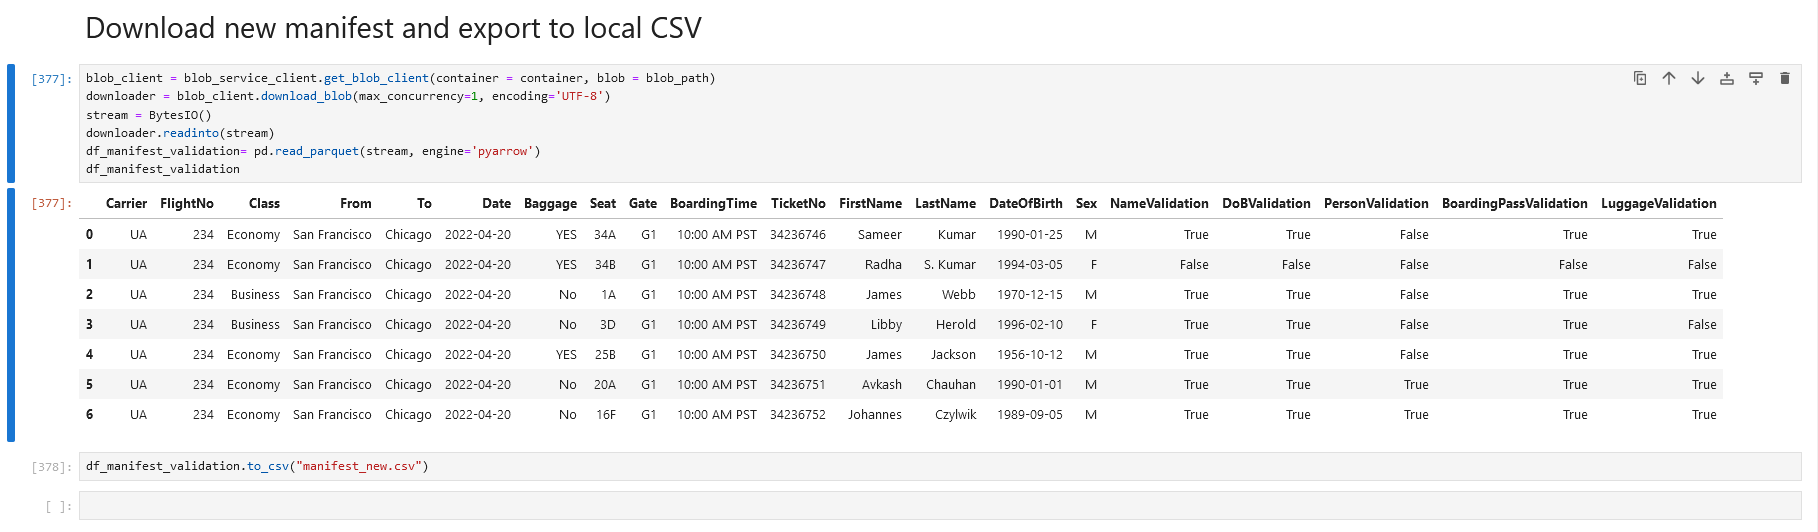 Download new manifest and export to local CSV
[377]: blob_client = blob_service_client.get_blob_client(container = container, blob = blob_path)
downloader = blob_client.download_blob(max_concurrency=1, encoding='UTF-8')
stream = BytesIO()
downloader.readinto(stream)
df_manifest_validation= pd.read_parquet(stream, engine='pyarrow')
df_manifest_validation
[377]: Carrier FlightNo Class From To Date Baggage Seat Gate BoardingTime TicketNo FirstName LastName DateOfBirth Sex NameValidation DoBValidation PersonValidation BoardingPassValidation LuggageValidation
0 UA 234 Economy San Francisco Chicago 2022-04-20 YES 34A G1 10:00 AM PST 34236746 Sameer Kumar 1990-01-25 M True True False True True
1 UA 234 Economy San Francisco Chicago 2022-04-20 YES 34B G1 10:00 AM PST 34236747 Radha S. Kumar 1994-03-05 F False False False False False
2 UA 234 Business San Francisco Chicago 2022-04-20 No 1A G1 10:00 AM PST 34236748 James Webb 1970-12-15 M True True False True True
3 UA 234 Business San Francisco Chicago 2022-04-20 No 3D G1 10:00 AM PST 34236749 Libby Herold 1996-02-10 F True True False True False
4 UA 234 Economy San Francisco Chicago 2022-04-20 YES 25B G1 10:00 AM PST 34236750 James Jackson 1956-10-12 M True True False True True
5 UA 234 Economy San Francisco Chicago 2022-04-20 No 20A G1 10:00 AM PST 34236751 Avkash Chauhan 1990-01-01 M True True True True True
6 UA 234 Economy San Francisco Chicago 2022-04-20 No 16F G1 10:00 AM PST 34236752 Johannes Czylwik 1989-09-05 M True True True True True
[378]: df_manifest_validation.to_csv("manifest_new.csv")
[ ]: